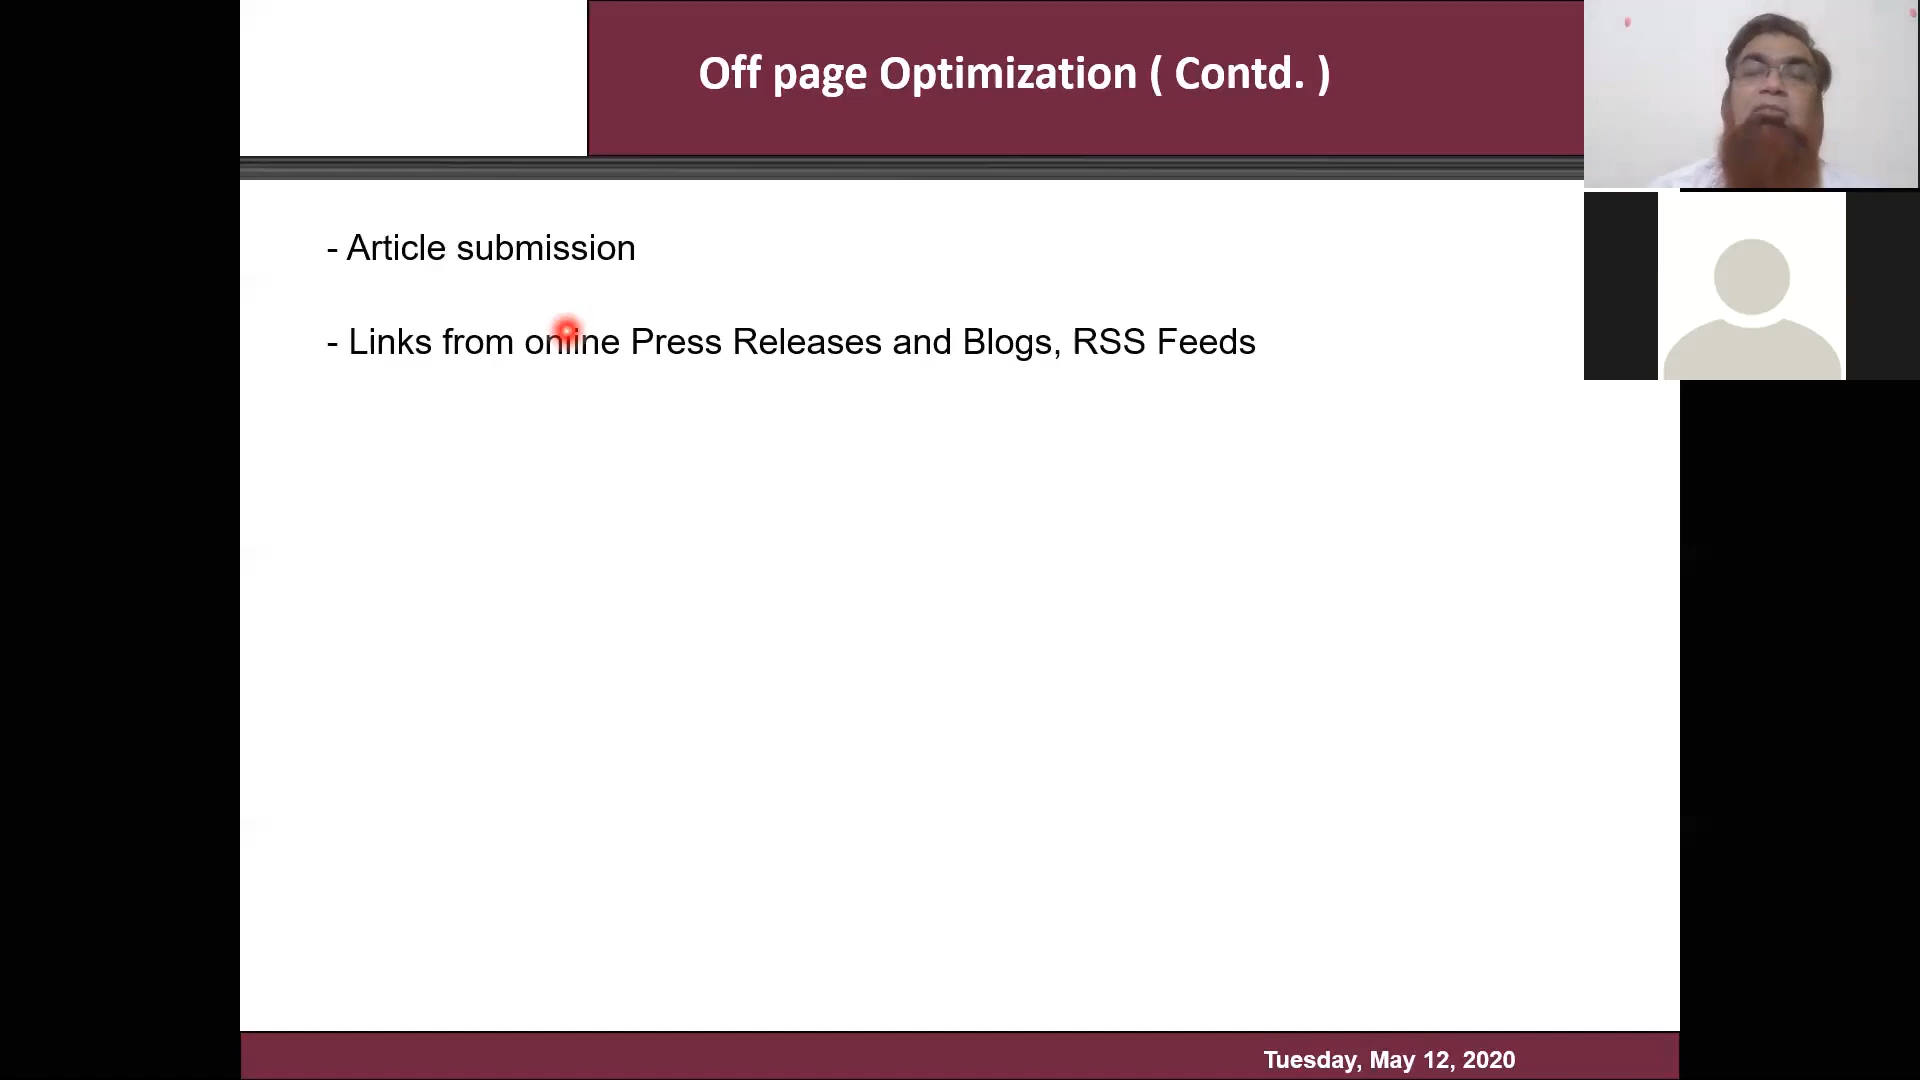 Off page Optimization ( Contd. )
- Article submission
- Links from online Press Releases and Blogs, RSS Feeds
Tuesday, May 12, 2020